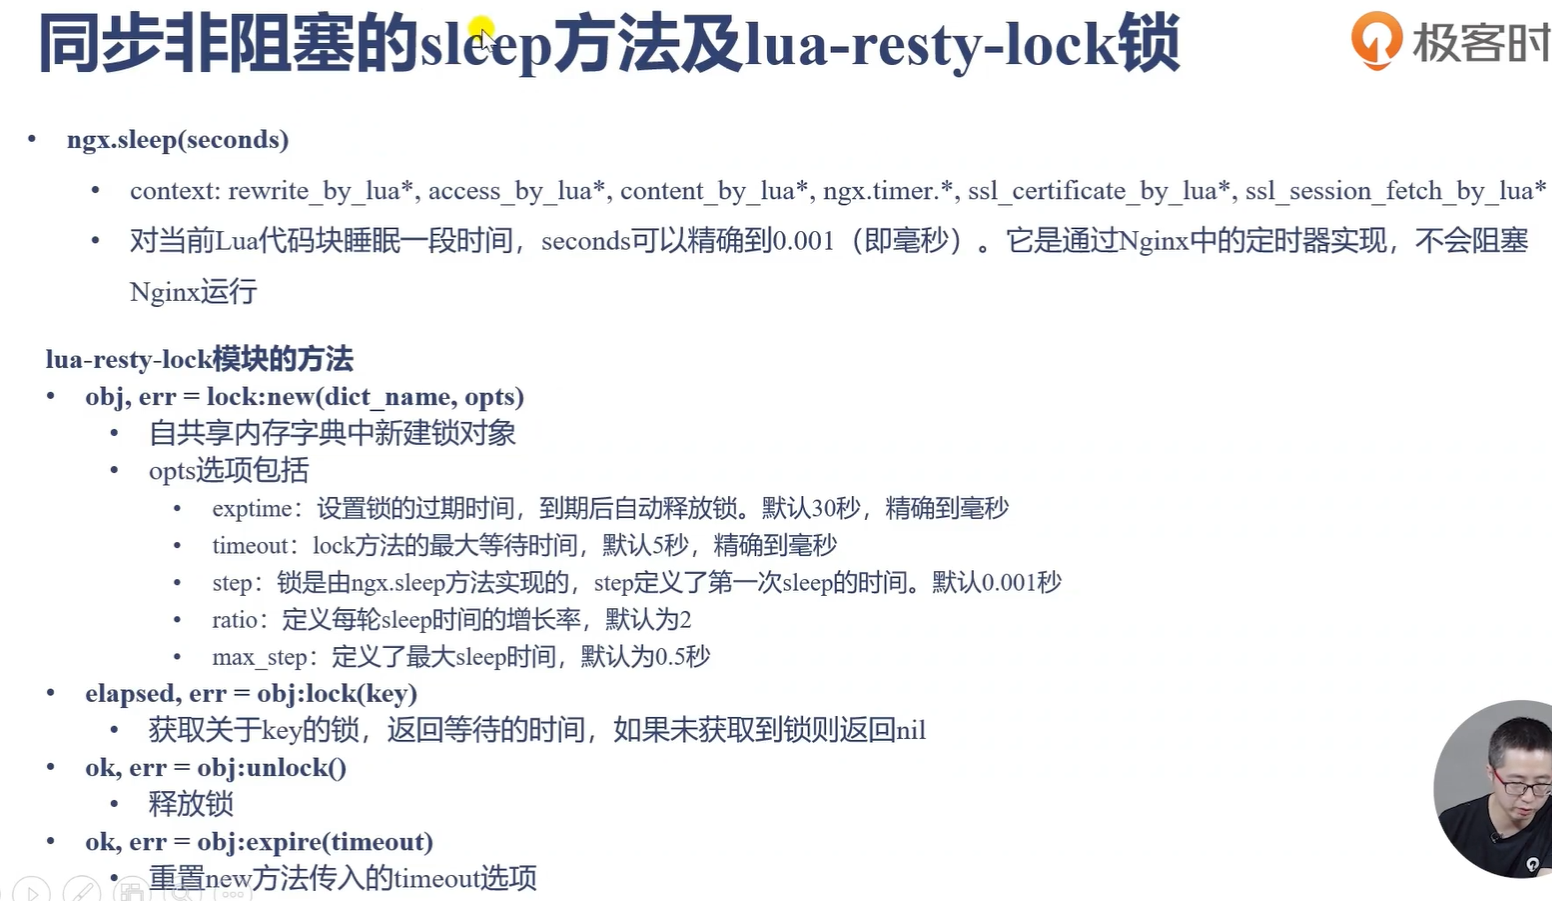 同步非阻塞的sleep方法及lua-resty-lock锁
极客时
• ngx.sleep(seconds)
• context: rewrite_by_lua*, access_by_lua*, content_by_lua*, ngx.timer.*, ssl_certificate_by_lua*, ssl_session_fetch_by_lua*
• 对当前Lua代码块睡眠一段时间，seconds可以精确到0.001（即毫秒）。它是通过Nginx中的定时器实现，不会阻塞
Nginx运行
lua-resty-lock模块的方法
• obj, err = lock:new(dict_name, opts)
• 自共享内存字典中新建锁对象
• opts选项包括
• exptime：设置锁的过期时间，到期后自动释放锁。默认30秒，精确到毫秒
• timeout：lock方法的最大等待时间，默认5秒，精确到毫秒
• step：锁是由ngx.sleep方法实现的，step定义了第一次sleep的时间。默认0.001秒
• ratio：定义每轮sleep时间的增长率，默认为2
• max_step：定义了最大sleep时间，默认为0.5秒
• elapsed, err = obj:lock(key)
• 获取关于key的锁，返回等待的时间，如果未获取到锁则返回nil
• ok, err = obj:unlock()
• 释放锁
• ok, err = obj:expire(timeout)
• 重置new方法传入的timeout选项